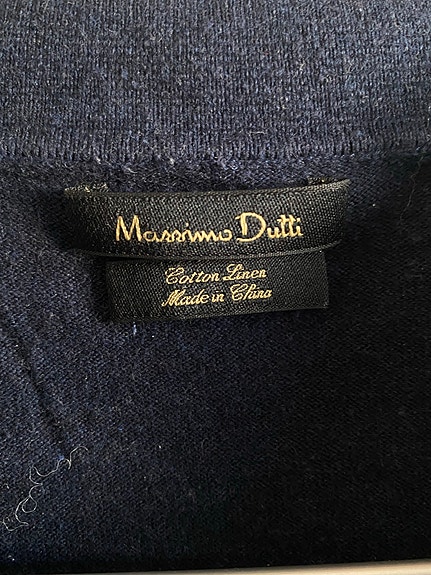 Massimo Dutti
Cotton Linen
Made in China